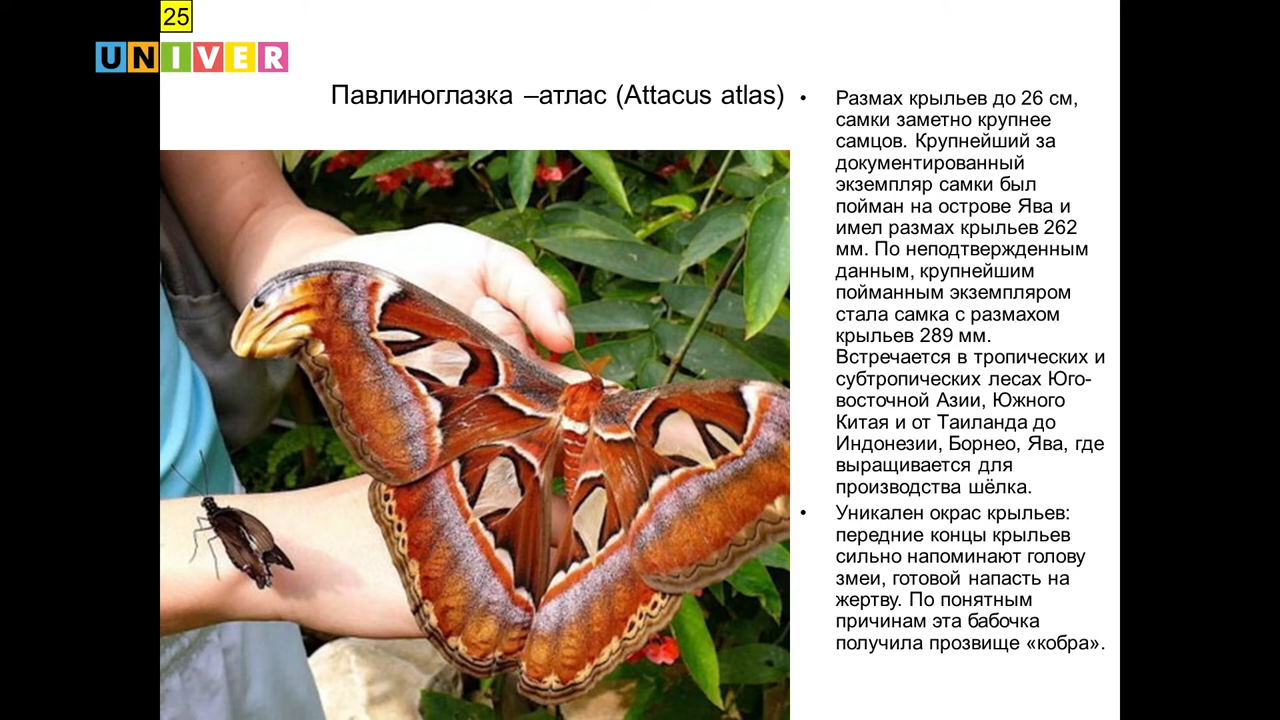 25
UNIVER
Павлиноглазка –атлас (Attacus atlas)
• Размах крыльев до 26 см,
самки заметно крупнее
самцов. Крупнейший за
документированный
экземпляр самки был
пойман на острове Ява и
имел размах крыльев 262
мм. По неподтвержденным
данным, крупнейшим
пойманным экземпляром
стала самка с размахом
крыльев 289 мм.
Встречается в тропических и
субтропических лесах Юго-
восточной Азии, Южного
Китая и от Таиланда до
Индонезии, Борнео, Ява, где
выращивается для
производства шёлка.
• Уникален окрас крыльев:
передние концы крыльев
сильно напоминают голову
змеи, готовой напасть на
жертву. По понятным
причинам эта бабочка
получила прозвище «кобра».